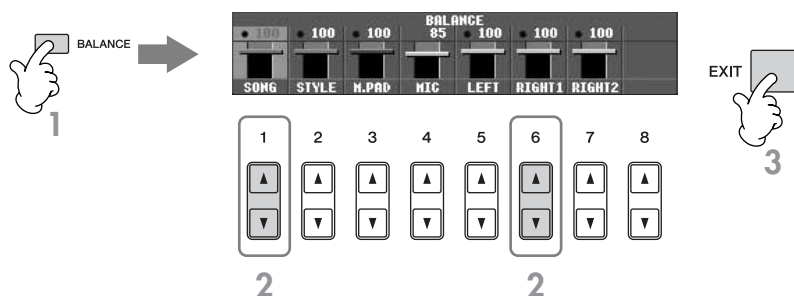 BALANCE
1
BALANCE
100 100 100 85 100 100 100
SONG STYLE M.PAD MIC LEFT RIGHT1 RIGHT2
1 2 3 4 5 6 7 8
2 2
EXIT
3